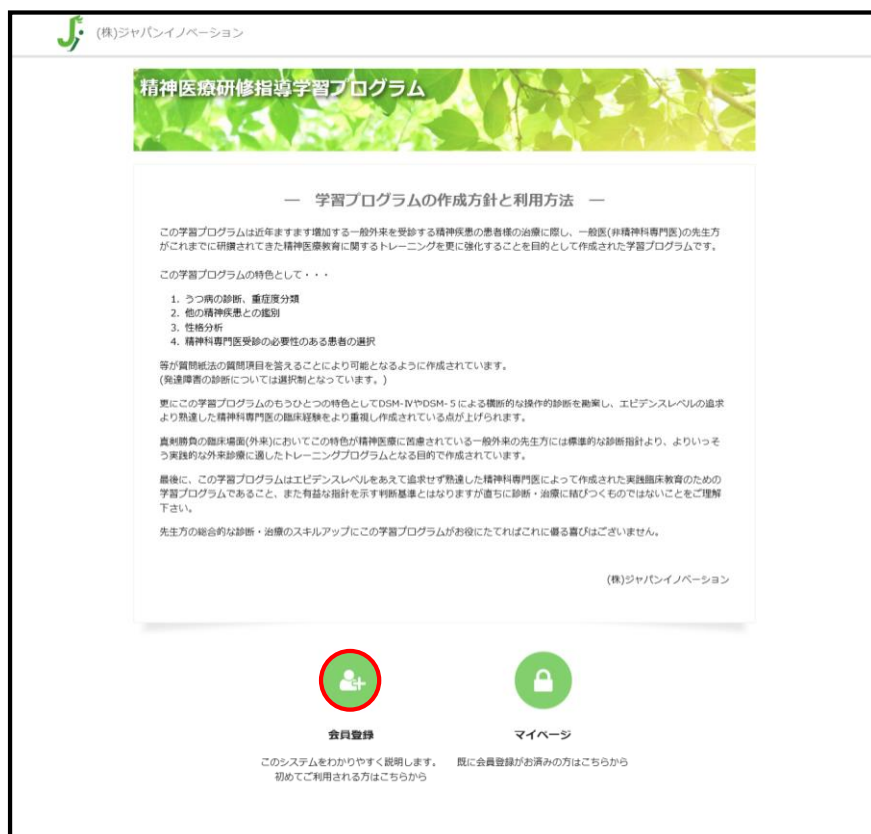 (株)ジャパンイノベーション
精神医療研修指導学習プログラム
― 学習プログラムの作成方針と利用方法 ―
この学習プログラムは近年ますます増加する一般外来を受診する精神疾患の患者様の治療に際し、一般医(非精神科専門医)の先生方
がこれまでに研鑽されてきた精神医療教育に関するトレーニングを更に強化することを目的として作成された学習プログラムです。
この学習プログラムの特色として・・・
1. うつ病の診断、重症度分類
2. 他の精神疾患との鑑別
3. 性格分析
4. 精神科専門医受診の必要性のある患者の選択
等が質問紙法の質問項目を答えることにより可能となるように作成されています。
(発達障害の診断については選択制となっています。)
更にこの学習プログラムのもうひとつの特色としてDSM-ⅣやDSM-５による横断的な操作的診断を勘案し、エビデンスレベルの追求
より熟達した精神科専門医の臨床経験をより重視し作成されている点が上げられます。
真剣勝負の臨床場面(外来)においてこの特色が精神医療に苦慮されている一般外来の先生方には標準的な診断指針より、よりいっそ
う実践的な外来診療に適したトレーニングプログラムとなる目的で作成されています。
最後に、この学習プログラムはエビデンスレベルをあえて追求せず熟達した精神科専門医によって作成された実践臨床教育のための
学習プログラムであること、また有益な指針を示す判断基準とはなりますが直ちに診断・治療に結びつくものではないことをご理解
下さい。
先生方の総合的な診断・治療のスキルアップにこの学習プログラムがお役にたてればこれに優る喜びはございません。
(株)ジャパンイノベーション
会員登録
このシステムをわかりやすく説明します。
初めてご利用される方はこちらから
マイページ
既に会員登録がお済みの方はこちらから